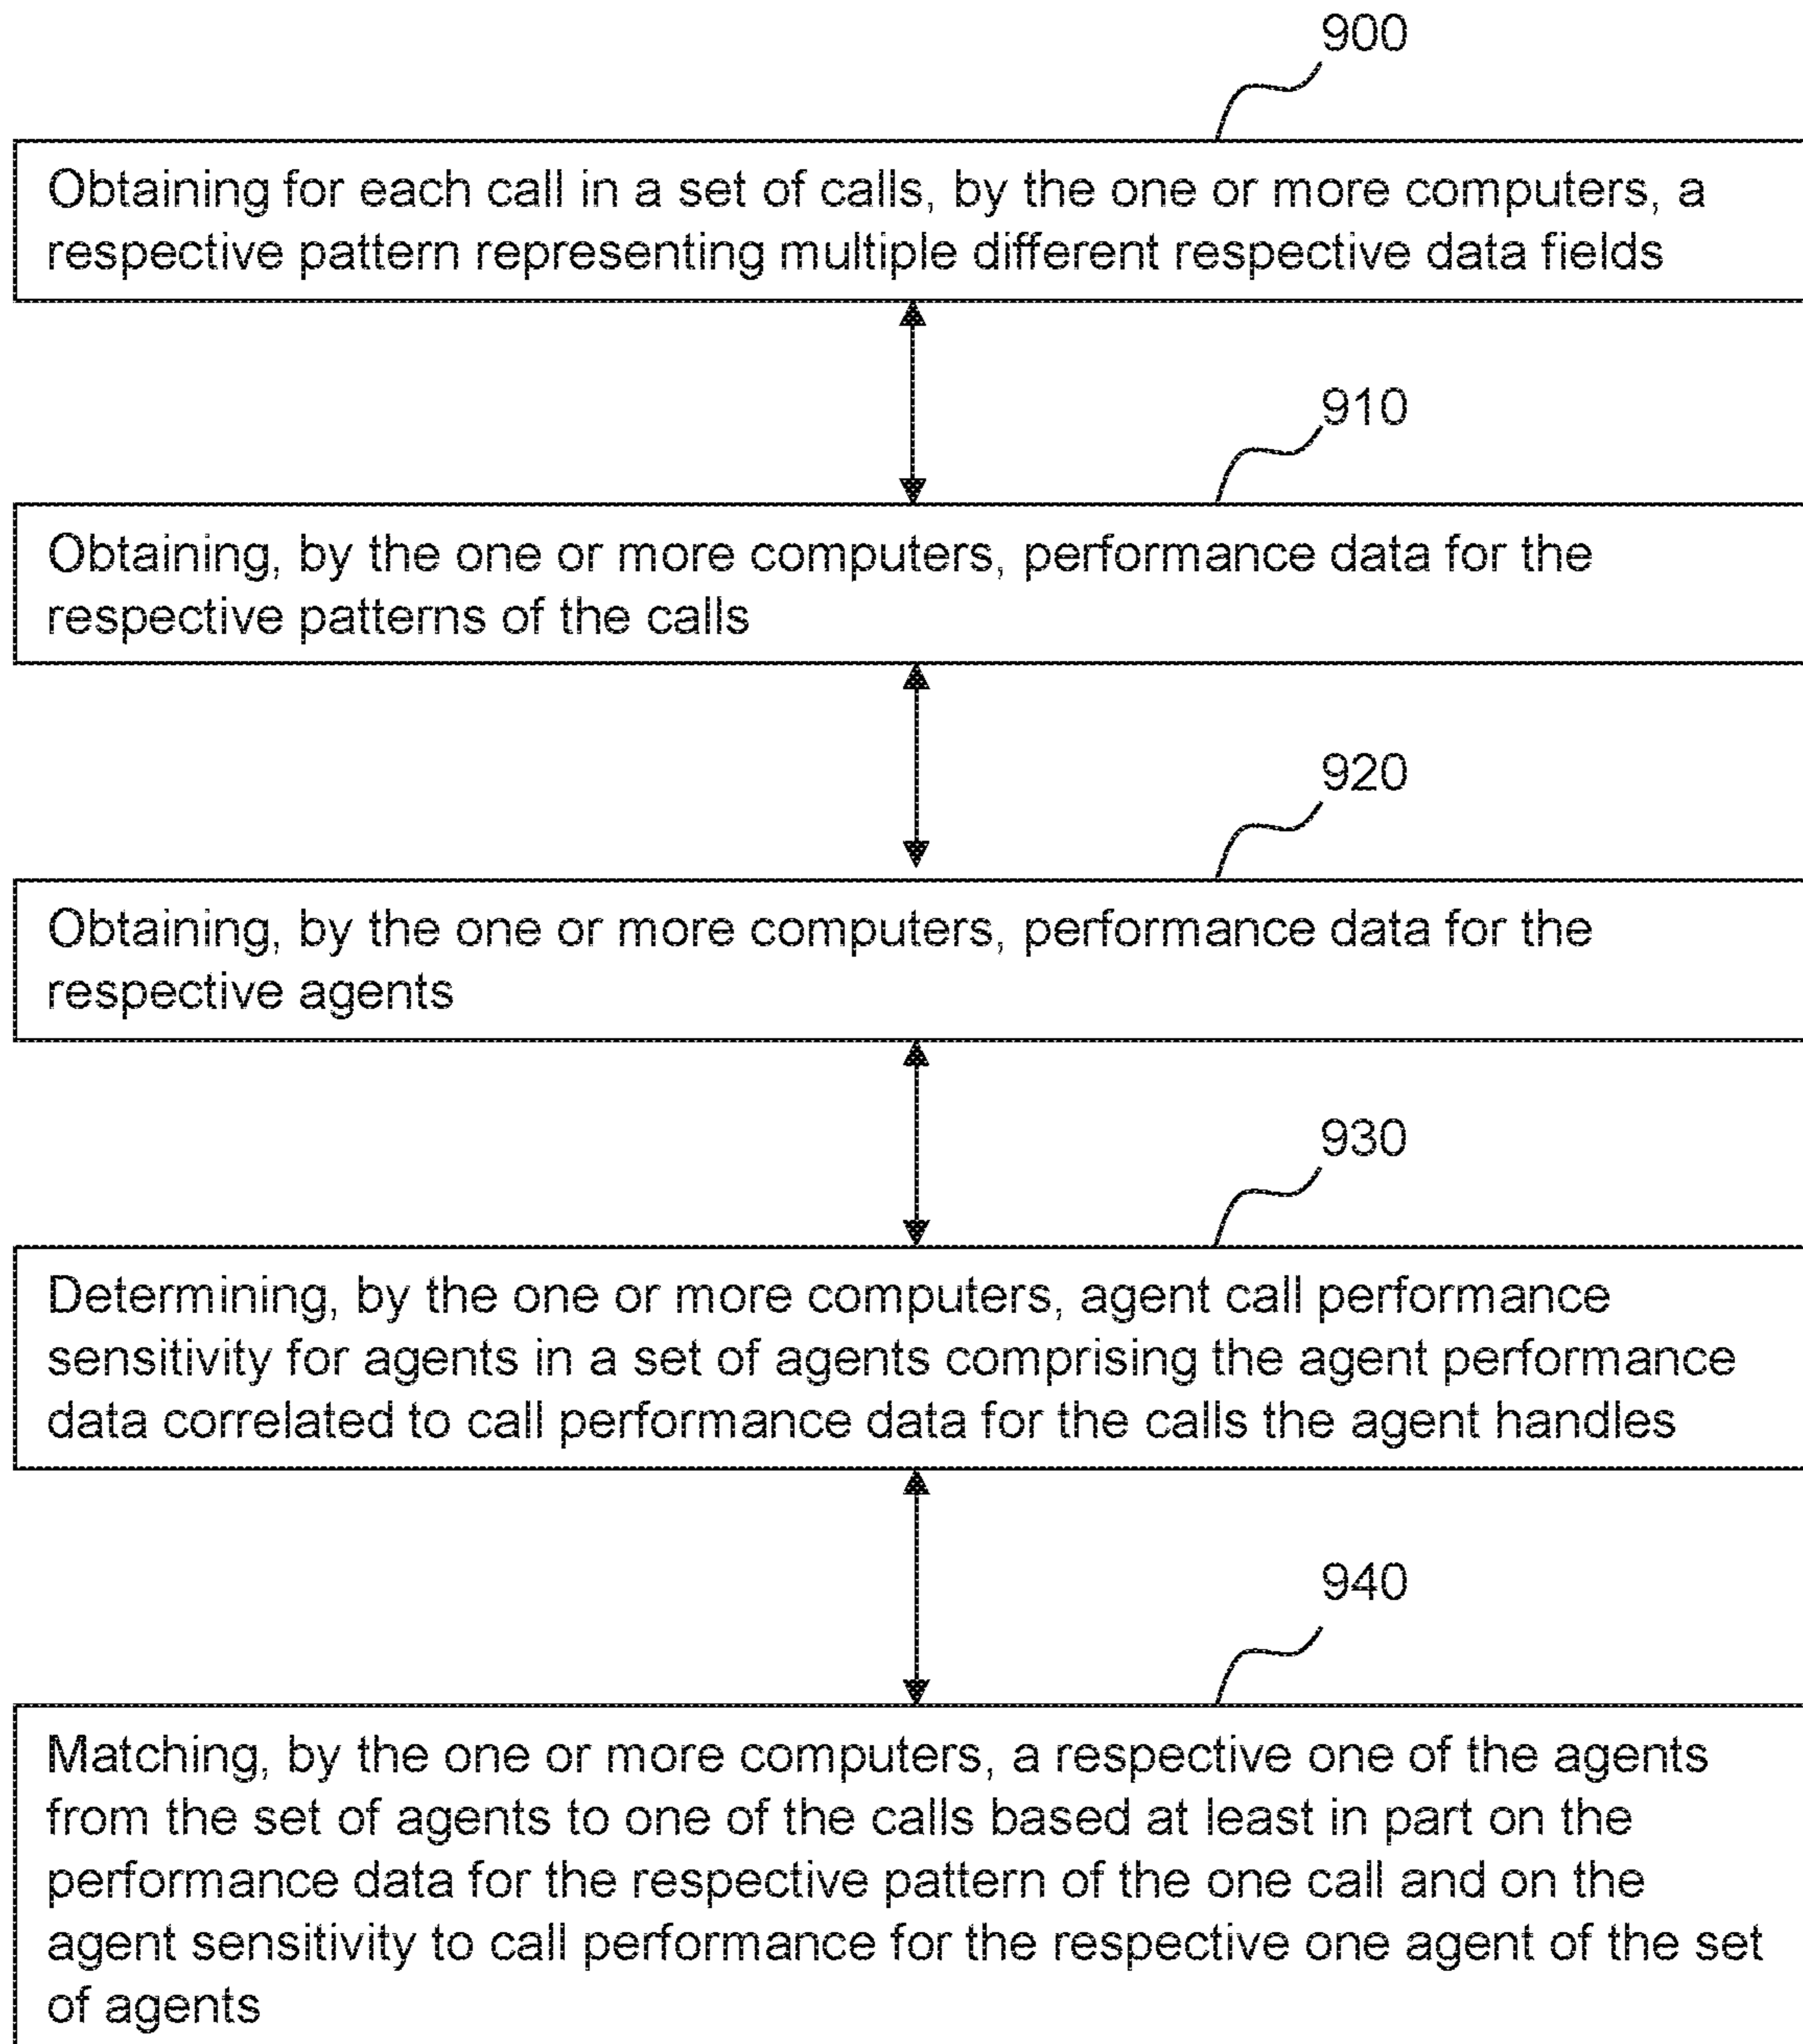 900
Obtaining for each call in a set of calls, by the one or more computers, a
respective pattern representing multiple different respective data fields
910
Obtaining, by the one or more computers, performance data for the
respective patterns of the calls
920
Obtaining, by the one or more computers, performance data for the
respective agents
930
Determining, by the one or more computers, agent call performance
sensitivity for agents in a set of agents comprising the agent performance
data correlated to call performance data for the calls the agent handles
940
Matching, by the one or more computers, a respective one of the agents
from the set of agents to one of the calls based at least in part on the
performance data for the respective pattern of the one call and on the
agent sensitivity to call performance for the respective one agent of the set
of agents